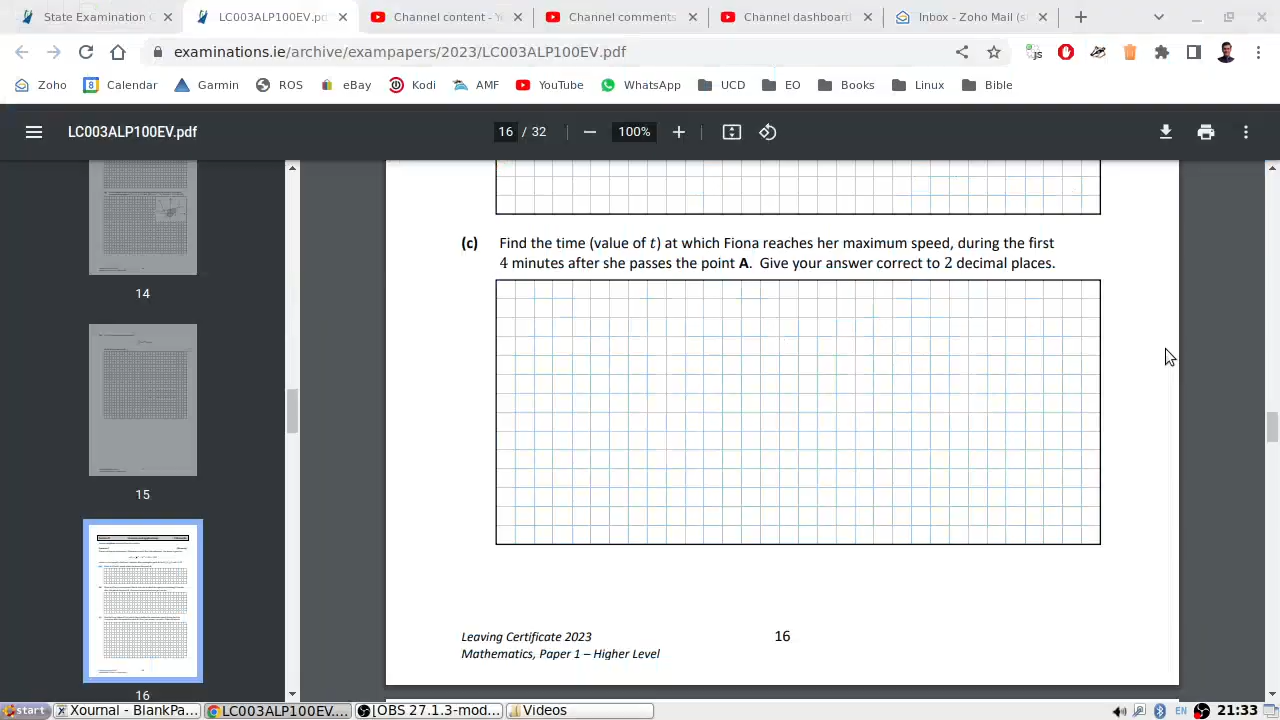 State Examination C
LC003ALP100EV.pd
Channel content - Y
Channel comments
Channel dashboard
Inbox - Zoho Mail (s
examinations.ie/archive/exampapers/2023/LC003ALP100EV.pdf
Zoho
Calendar
Garmin
ROS
eBay
Kodi
AMF
YouTube
WhatsApp
UCD
EO
Books
Linux
Bible
LC003ALP100EV.pdf
16 / 32
100%
14
15
16
(c) Find the time (value of t) at which Fiona reaches her maximum speed, during the first
4 minutes after she passes the point A. Give your answer correct to 2 decimal places.
Leaving Certificate 2023
16
Mathematics, Paper 1 – Higher Level
start
Xournal - BlankPa...
LC003ALP100EV....
[OBS 27.1.3-mod...
Videos
EN
21:33